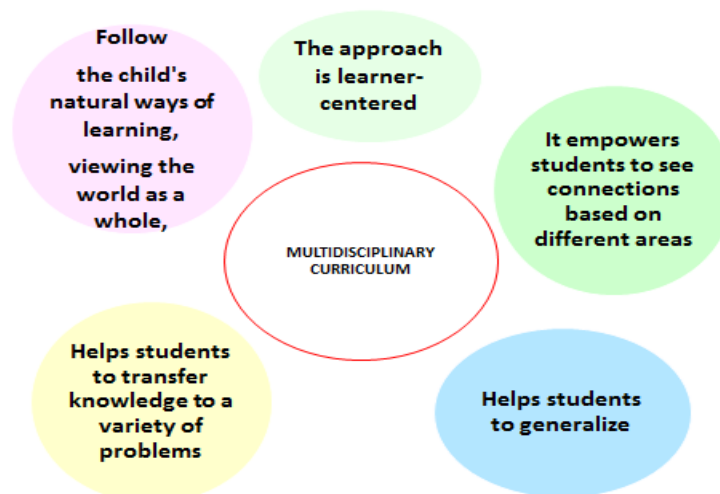 Follow
the child's
natural ways of
learning,
viewing the
world as a
whole,
The approach
is learner-
centered
It empowers
students to see
connections
based on
different areas
MULTIDISCIPLINARY
CURRICULUM
Helps students
to transfer
knowledge to a
variety of
problems
Helps students
to generalize